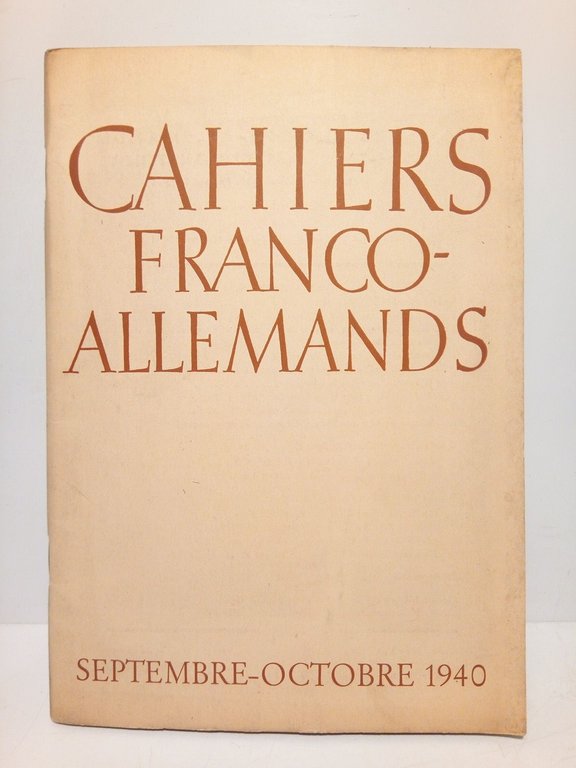 CAHIERS
FRANCO-
ALLEMANDS
SEPTEMBRE-OCTOBRE 1940